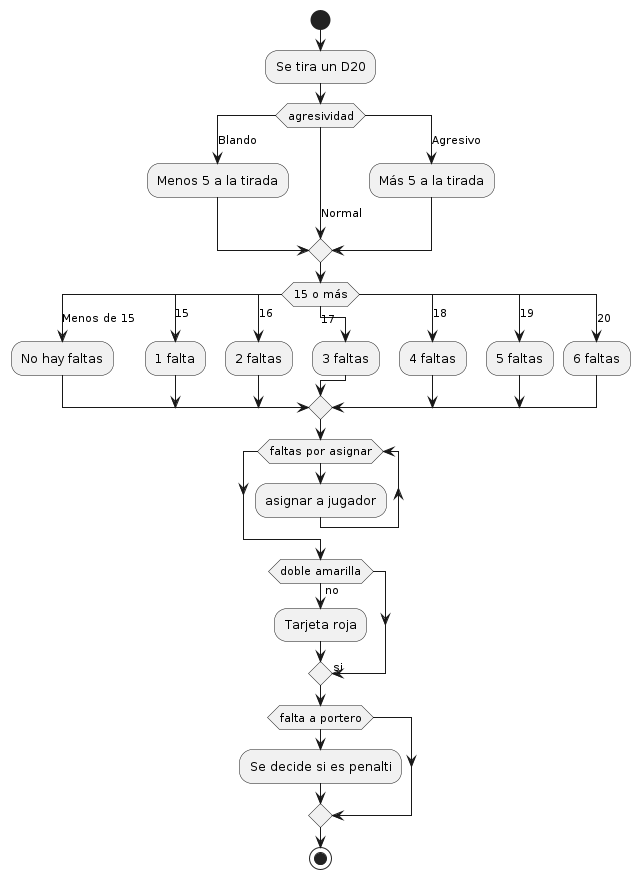 Se tira un D20
agresividad
Blando
Agresivo
Menos 5 a la tirada
Más 5 a la tirada
Normal
15 o más
Menos de 15
15
16
17
18
19
20
No hay faltas
1 falta
2 faltas
3 faltas
4 faltas
5 faltas
6 faltas
faltas por asignar
asignar a jugador
doble amarilla
no
Tarjeta roja
si
falta a portero
Se decide si es penalti